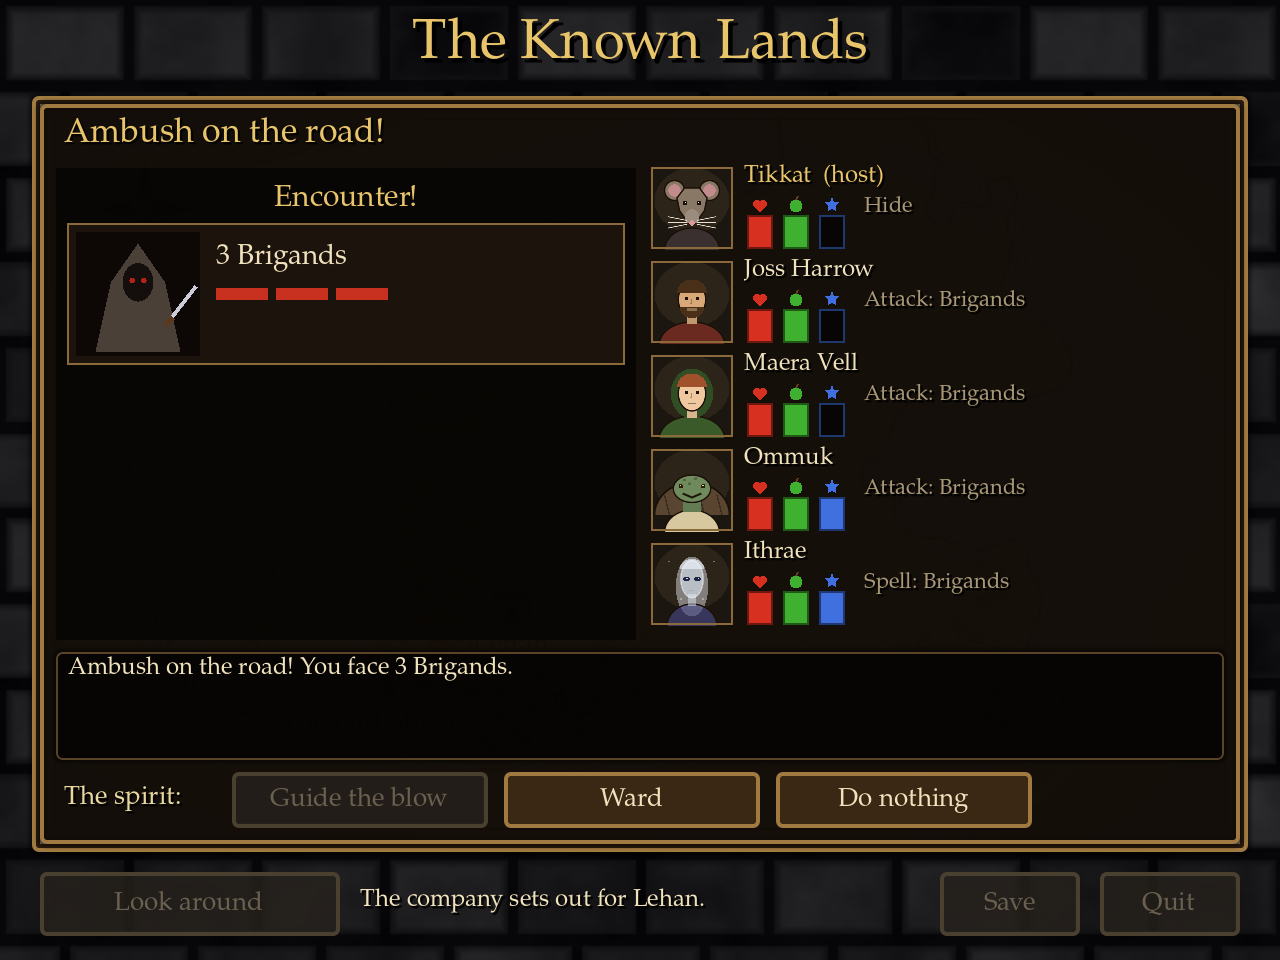 The Known Lands
Ambush on the road!
Encounter!
3 Brigands
Tikkat (host)
Hide
Joss Harrow
Attack: Brigands
Maera Vell
Attack: Brigands
Ommuk
Attack: Brigands
Ithrae
Spell: Brigands
Ambush on the road! You face 3 Brigands.
The spirit:
Guide the blow
Ward
Do nothing
Look around
The company sets out for Lehan.
Save
Quit